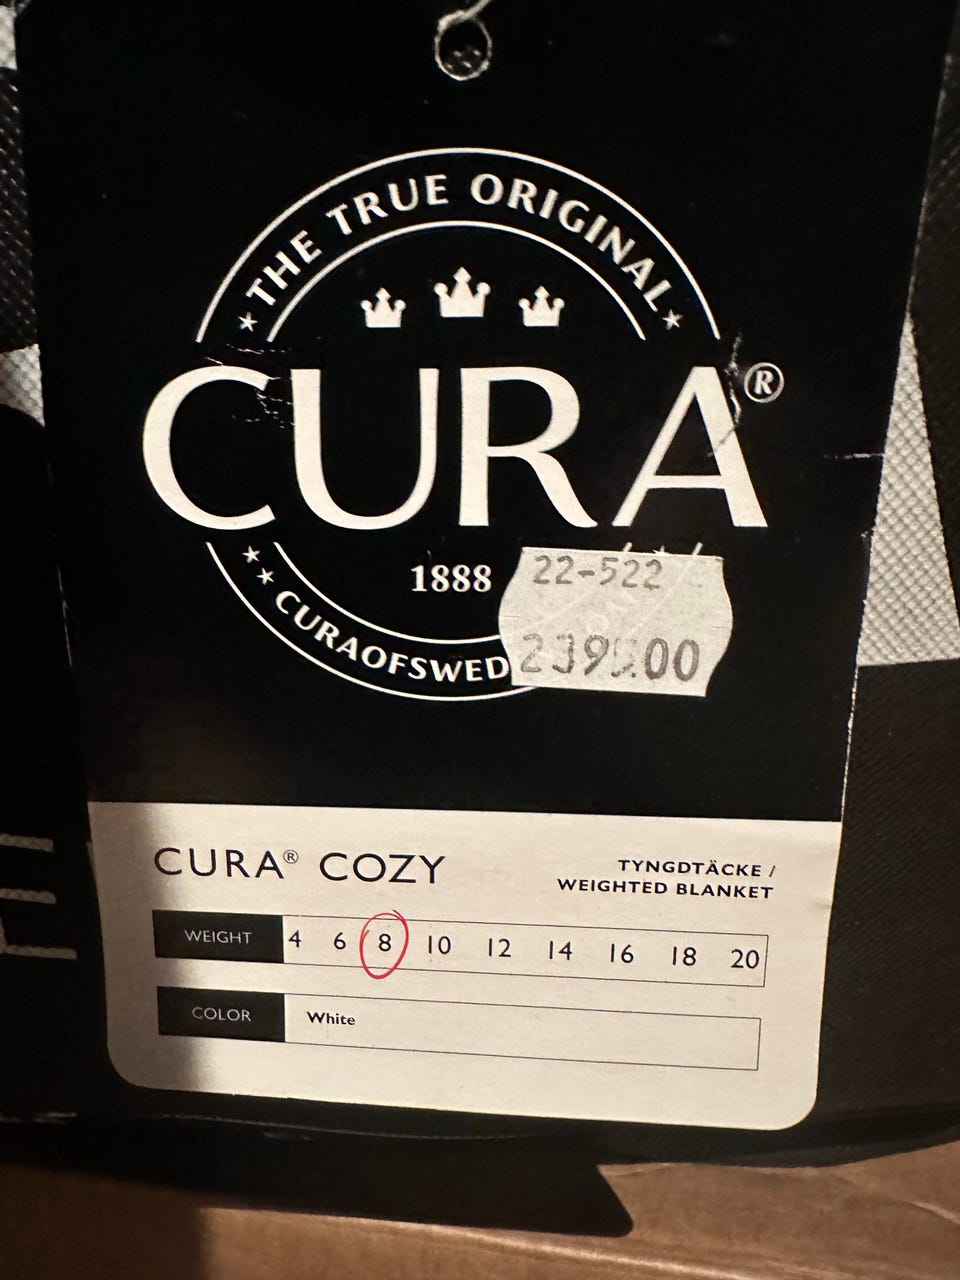 THE TRUE ORIGINAL
CURA®
1888
CURAOFSWED
22-522
CURA® COZY
TYNGDTÄCKE /
WEIGHTED BLANKET
WEIGHT 4 6 8 10 12 14 16 18 20
COLOR White